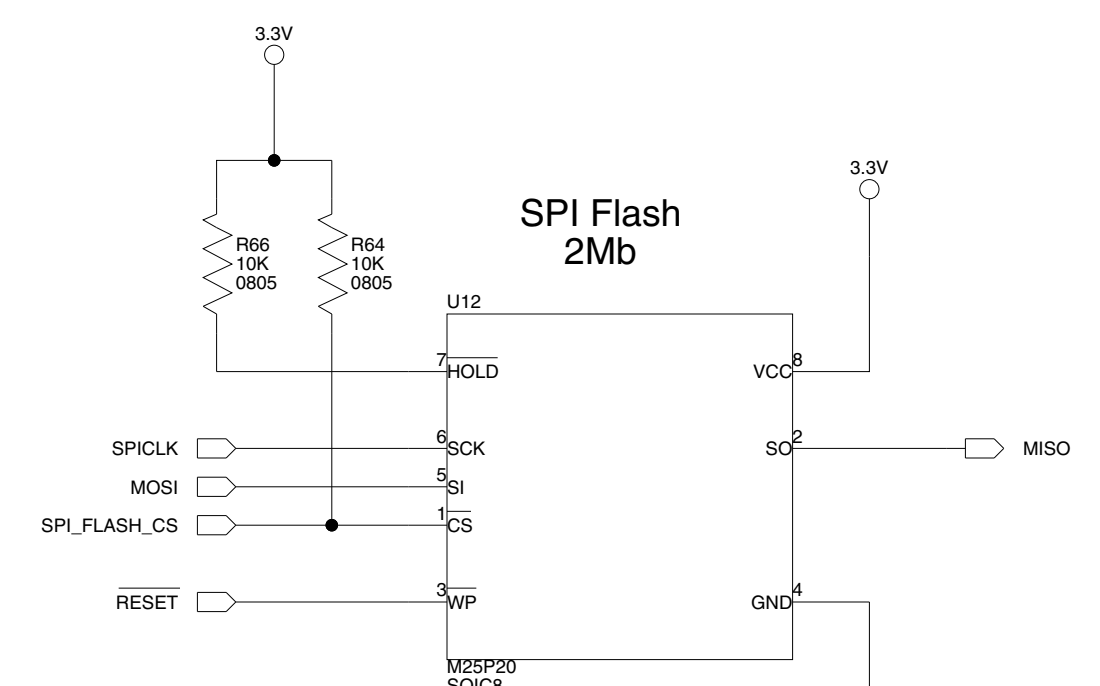 3.3V
3.3V
SPI Flash
2Mb
R66
10K
0805
R64
10K
0805
U12
7
HOLD
VCC
8
SPICLK
6
SCK
SO
2
MISO
MOSI
5
SI
SPI_FLASH_CS
1
CS
RESET
3
WP
GND
4
M25P20
SOIC8